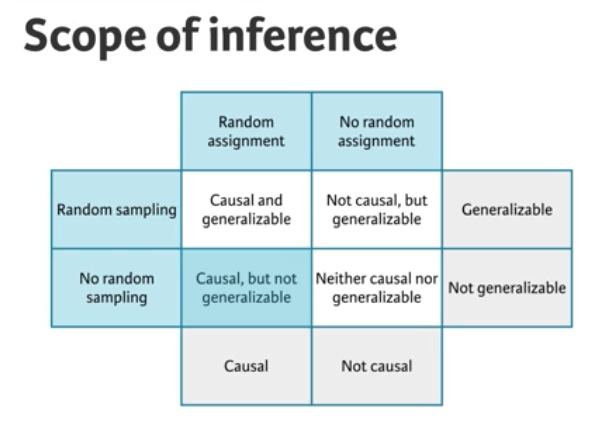 Scope of inference
Random
assignment
No random
assignment
Random sampling
Causal and
generalizable
Not causal, but
generalizable
Generalizable
No random
sampling
Causal, but not
generalizable
Neither causal nor
generalizable
Not generalizable
Causal
Not causal